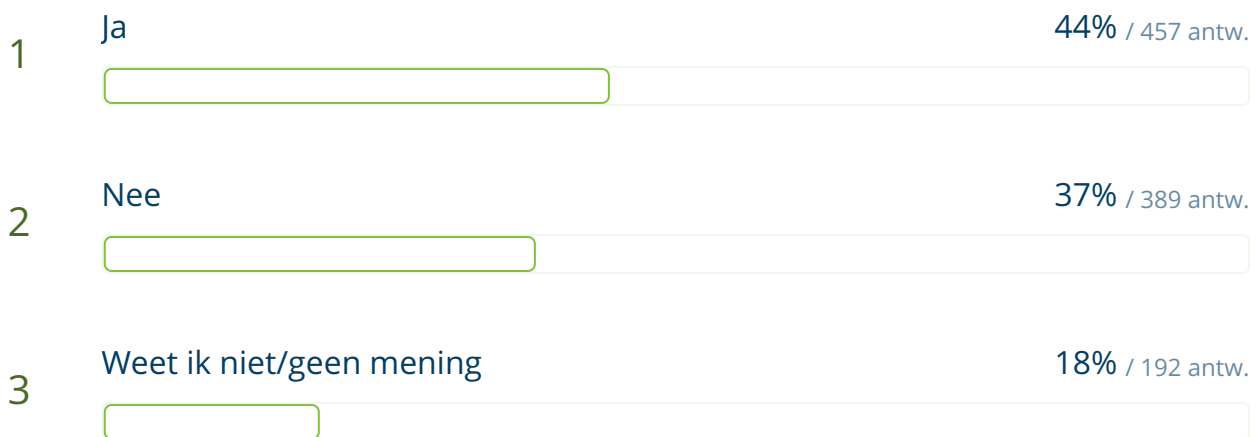 1 Ja 44% / 457 antw.
2 Nee 37% / 389 antw.
3 Weet ik niet/geen mening 18% / 192 antw.